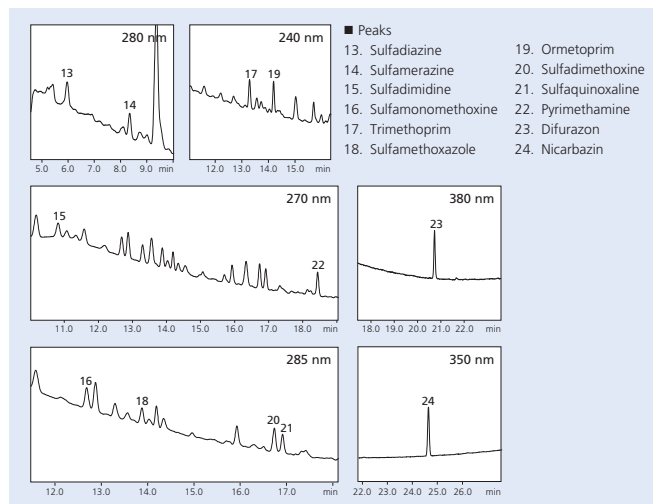 280 nm
13
14
5.0 6.0 7.0 8.0 9.0 min
240 nm
17 19
12.0 13.0 14.0 15.0 min
■ Peaks
13. Sulfadiazine
14. Sulfamerazine
15. Sulfadimidine
16. Sulfamonomethoxine
17. Trimethoprim
18. Sulfamethoxazole
19. Ormetoprim
20. Sulfadimethoxine
21. Sulfaquinoxaline
22. Pyrimethamine
23. Difurazon
24. Nicarbazin
270 nm
15
22
11.0 12.0 13.0 14.0 15.0 16.0 17.0 18.0 min
380 nm
23
18.0 19.0 20.0 21.0 22.0 min
285 nm
16
18
20
21
12.0 13.0 14.0 15.0 16.0 17.0 min
350 nm
24
22.0 23.0 24.0 25.0 26.0 min